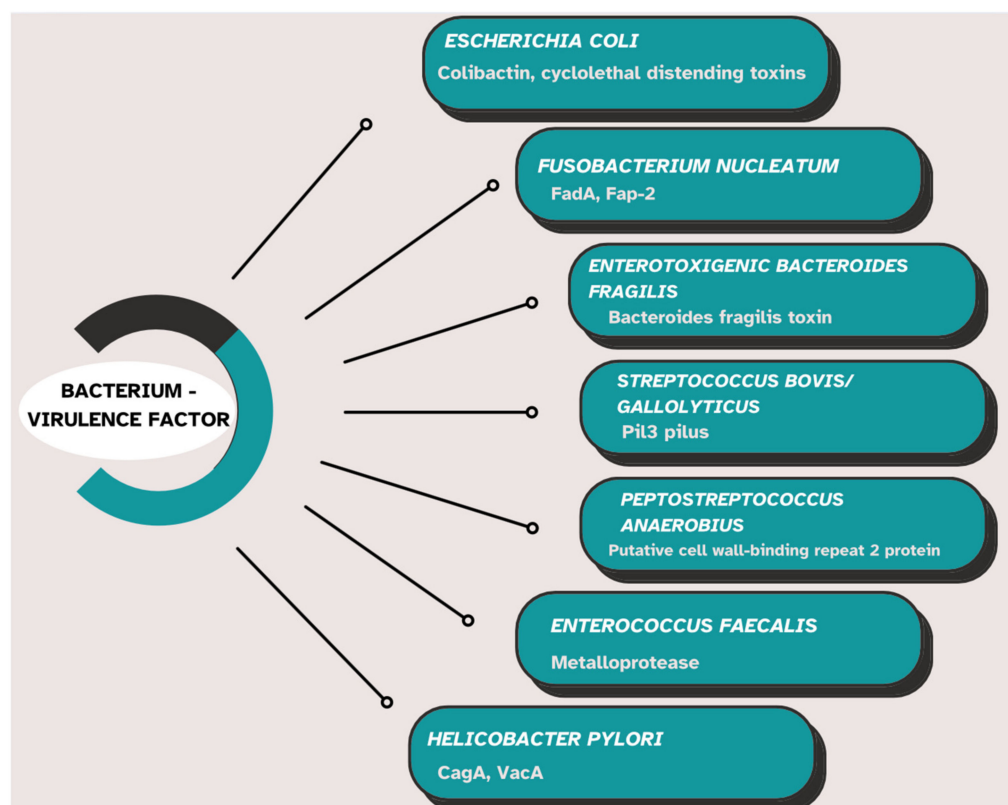 ESCHERICHIA COLI
Colibactin, cyclolethal distending toxins
FUSOBACTERIUM NUCLEATUM
FadA, Fap-2
ENTEROTOXIGENIC BACTEROIDES
FRAGILIS
Bacteroides fragilis toxin
BACTERIUM -
VIRULENCE FACTOR
STREPTOCOCCUS BOVIS/
GALLOLYTICUS
Pil3 pilus
PEPTOSTREPTOCOCCUS
ANAEROBIUS
Putative cell wall-binding repeat 2 protein
ENTEROCOCCUS FAECALIS
Metalloprotease
HELICOBACTER PYLORI
CagA, VacA